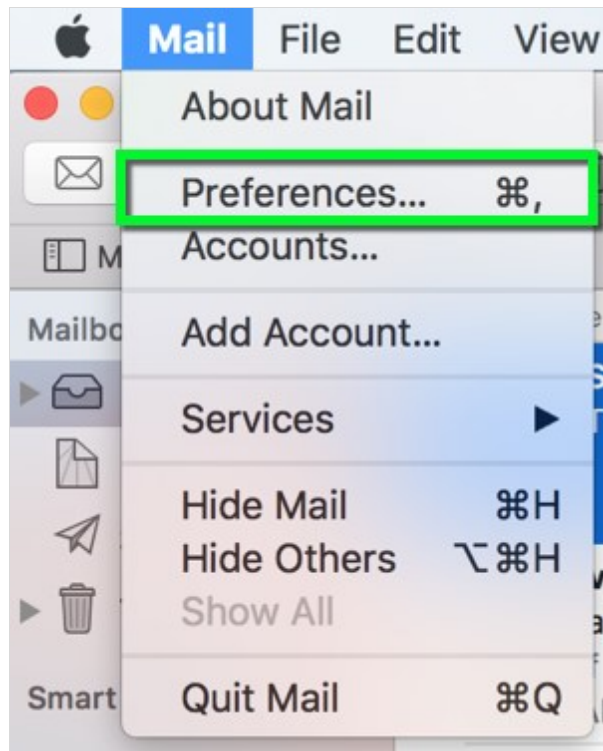 Mail File Edit View
About Mail
Preferences... ⌘,
Accounts...
Add Account...
Services ▶
Hide Mail ⌘H
Hide Others ⌥⌘H
Show All
Quit Mail ⌘Q
Smart